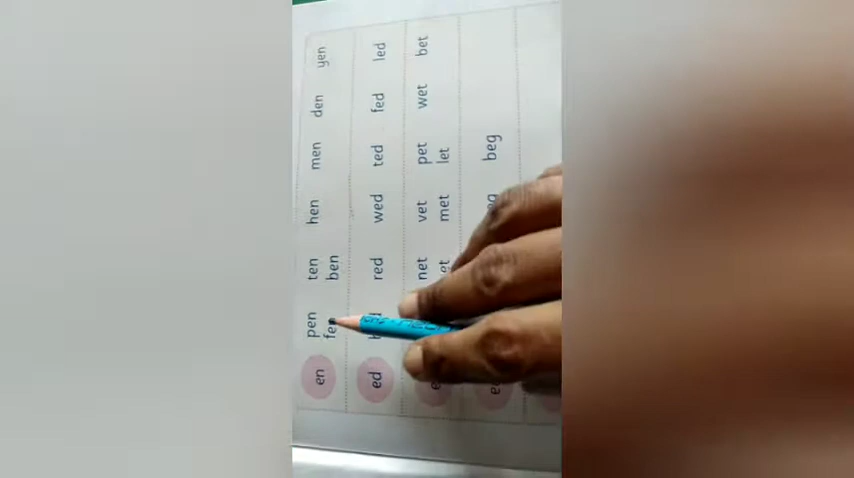 en pen ten hen men den yen
ben
ed red wed ted fed led
net vet pet wet bet
met let
beg